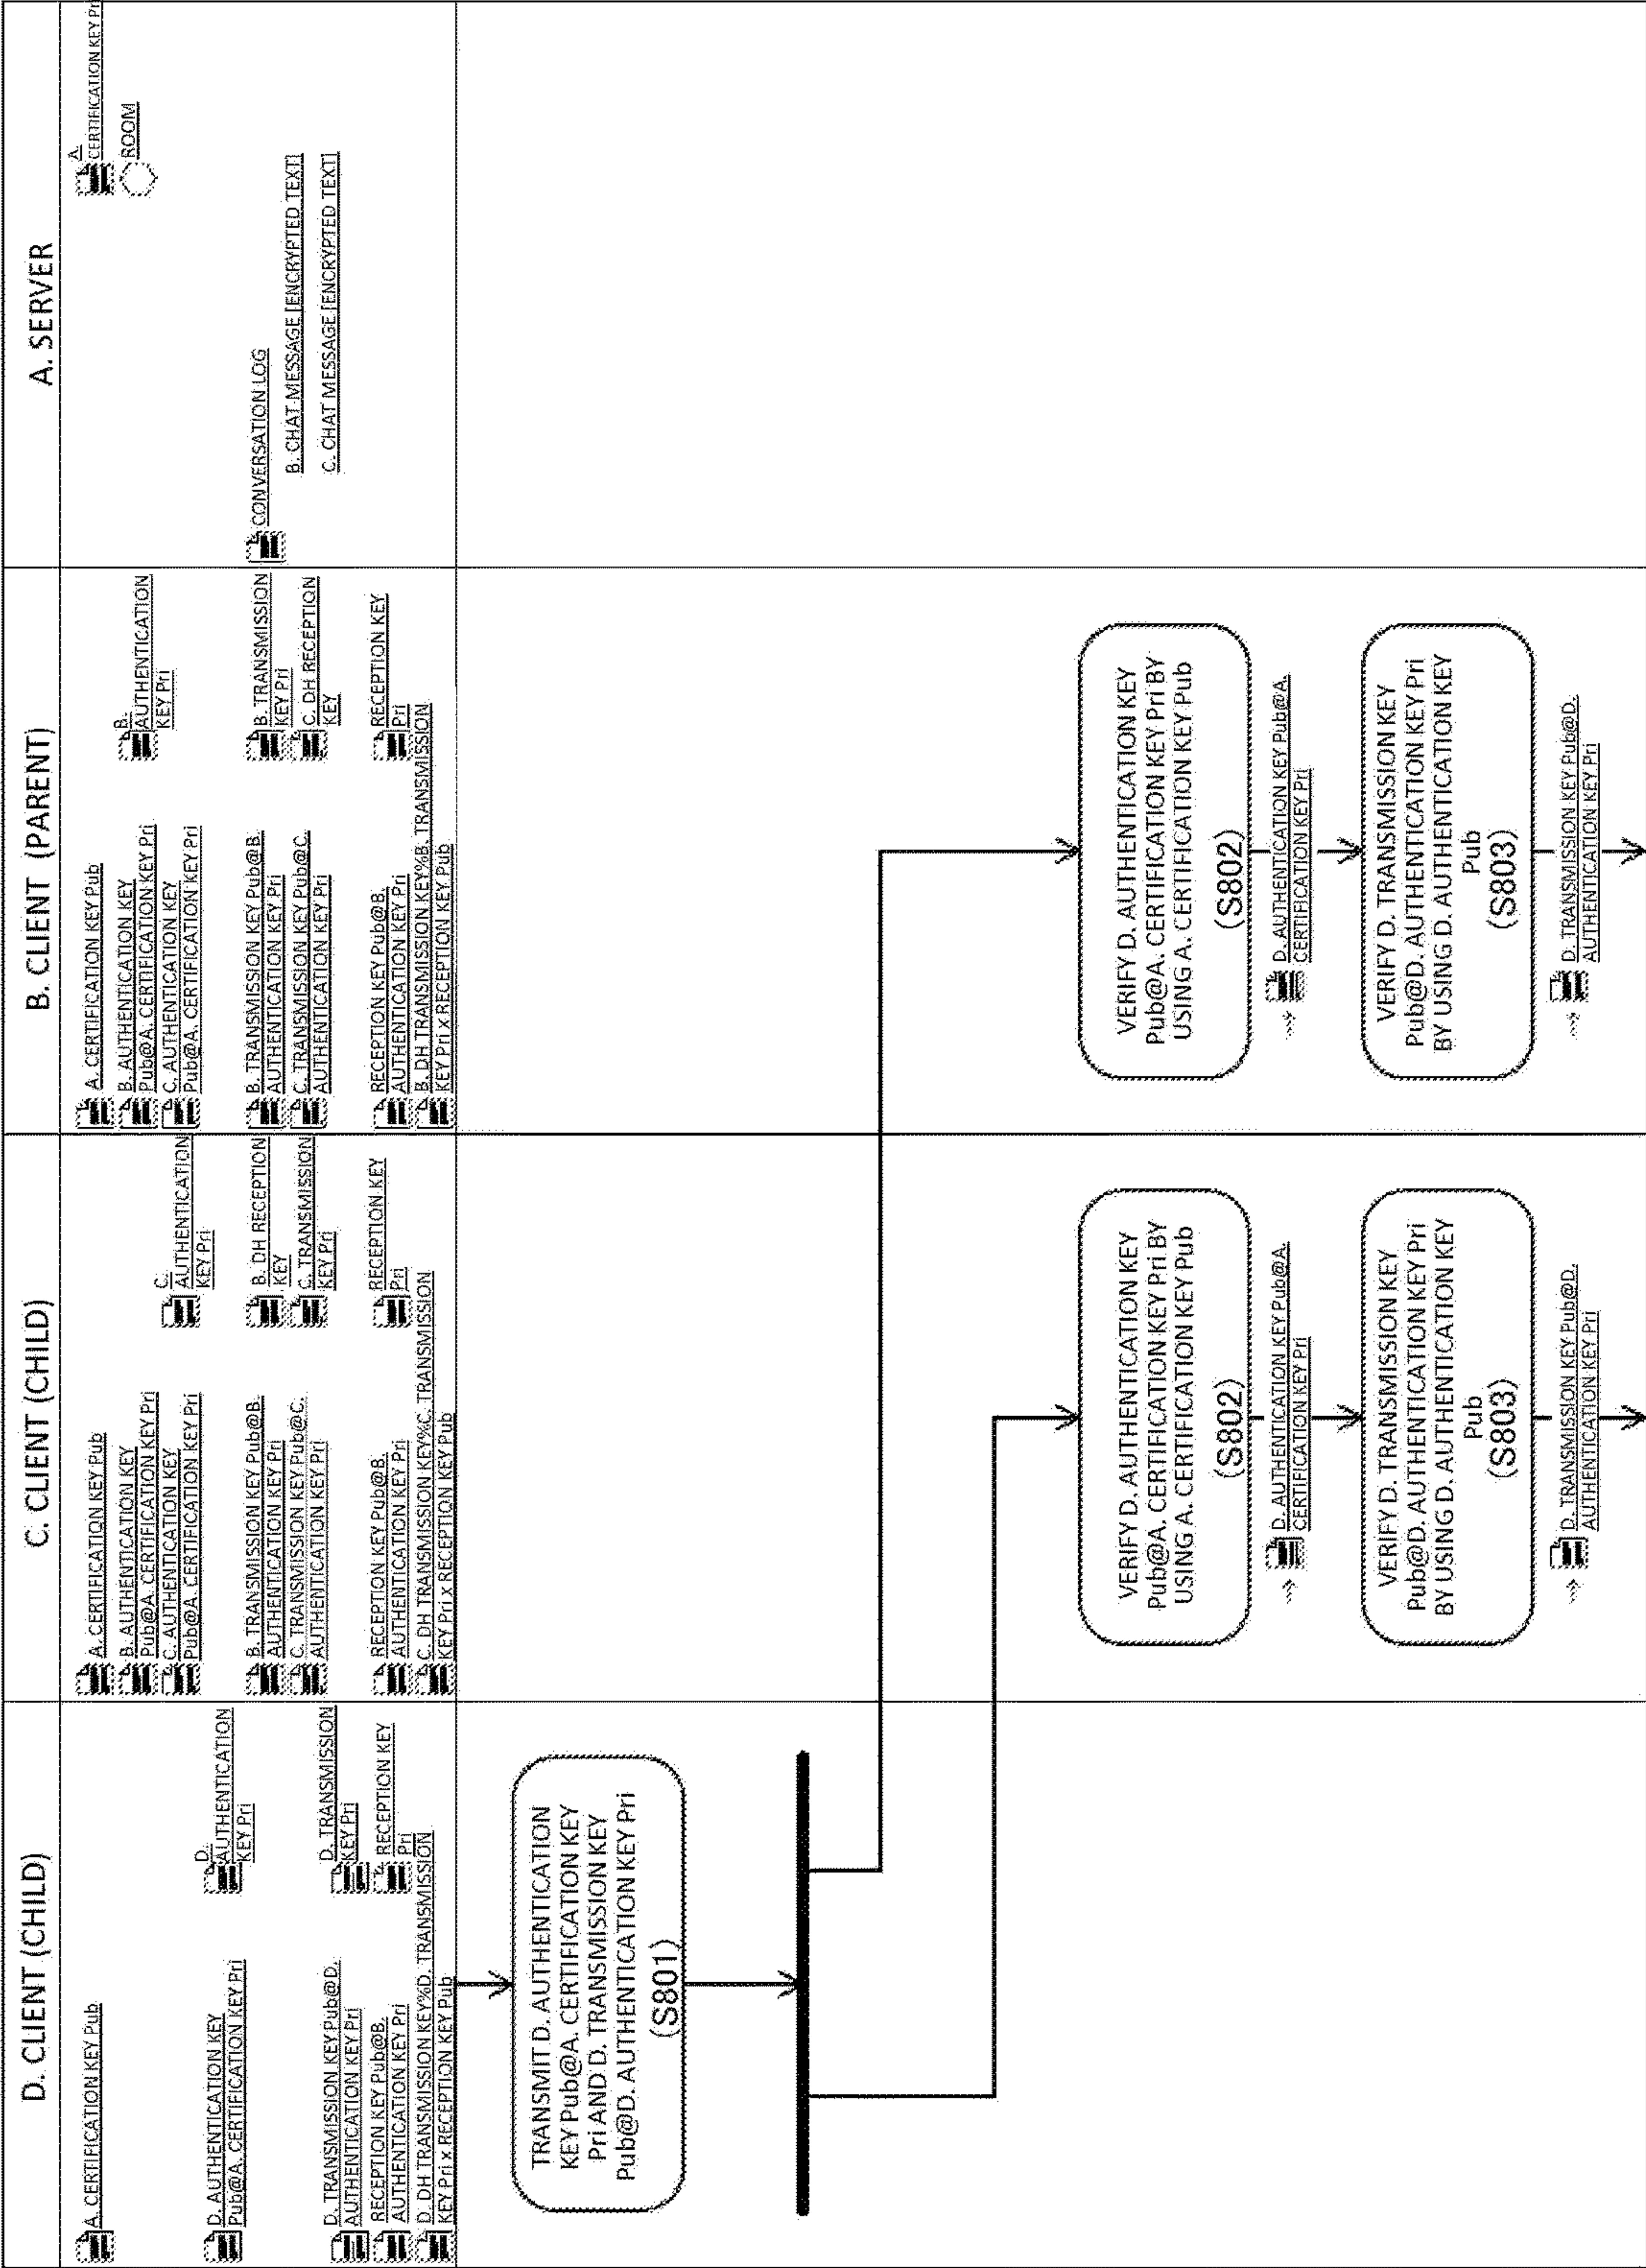 D. CLIENT (CHILD)
A. CERTIFICATION KEY Pub
D. AUTHENTICATION KEY
Pub@A. CERTIFICATION KEY Pri
D.
AUTHENTICATION
KEY Pri
D. TRANSMISSION KEY Pub@D.
AUTHENTICATION KEY Pri
D. TRANSMISSION
KEY Pri
RECEPTION KEY Pub@B.
AUTHENTICATION KEY Pri
RECEPTION KEY
Pri
D. DH TRANSMISSION KEY%D. TRANSMISSION
KEY Pri x RECEPTION KEY Pub
TRANSMIT D. AUTHENTICATION
KEY Pub@A. CERTIFICATION KEY
Pri AND D. TRANSMISSION KEY
Pub@D. AUTHENTICATION KEY Pri
(S801)
C. CLIENT (CHILD)
A. CERTIFICATION KEY Pub
B. AUTHENTICATION KEY
Pub@A. CERTIFICATION KEY Pri
C. AUTHENTICATION KEY
Pub@A. CERTIFICATION KEY Pri
C.
AUTHENTICATION
KEY Pri
B. TRANSMISSION KEY Pub@B.
AUTHENTICATION KEY Pri
C. TRANSMISSION KEY Pub@C.
AUTHENTICATION KEY Pri
B. DH RECEPTION
KEY
C. TRANSMISSION
KEY Pri
RECEPTION KEY Pub@B.
AUTHENTICATION KEY Pri
RECEPTION KEY
Pri
C. DH TRANSMISSION KEY%C. TRANSMISSION
KEY Pri x RECEPTION KEY Pub
VERIFY D. AUTHENTICATION KEY
Pub@A. CERTIFICATION KEY Pri BY
USING A. CERTIFICATION KEY Pub
(S802)
D. AUTHENTICATION KEY Pub@A.
CERTIFICATION KEY Pri
VERIFY D. TRANSMISSION KEY
Pub@D. AUTHENTICATION KEY Pri
BY USING D. AUTHENTICATION KEY
Pub
(S803)
D. TRANSMISSION KEY Pub@D.
AUTHENTICATION KEY Pri
B. CLIENT (PARENT)
A. CERTIFICATION KEY Pub
B. AUTHENTICATION KEY
Pub@A. CERTIFICATION KEY Pri
C. AUTHENTICATION KEY
Pub@A. CERTIFICATION KEY Pri
B.
AUTHENTICATION
KEY Pri
B. TRANSMISSION KEY Pub@B.
AUTHENTICATION KEY Pri
C. TRANSMISSION KEY Pub@C.
AUTHENTICATION KEY Pri
B. TRANSMISSION
KEY Pri
C. DH RECEPTION
KEY
RECEPTION KEY Pub@B.
AUTHENTICATION KEY Pri
RECEPTION KEY
Pri
B. DH TRANSMISSION KEY%B. TRANSMISSION
KEY Pri x RECEPTION KEY Pub
VERIFY D. AUTHENTICATION KEY
Pub@A. CERTIFICATION KEY Pri BY
USING A. CERTIFICATION KEY Pub
(S802)
D. AUTHENTICATION KEY Pub@A.
CERTIFICATION KEY Pri
VERIFY D. TRANSMISSION KEY
Pub@D. AUTHENTICATION KEY Pri
BY USING D. AUTHENTICATION KEY
Pub
(S803)
D. TRANSMISSION KEY Pub@D.
AUTHENTICATION KEY Pri
A. SERVER
A.
CERTIFICATION KEY Pri
ROOM
CONVERSATION LOG
B. CHAT MESSAGE [ENCRYPTED TEXT]
C. CHAT MESSAGE [ENCRYPTED TEXT]